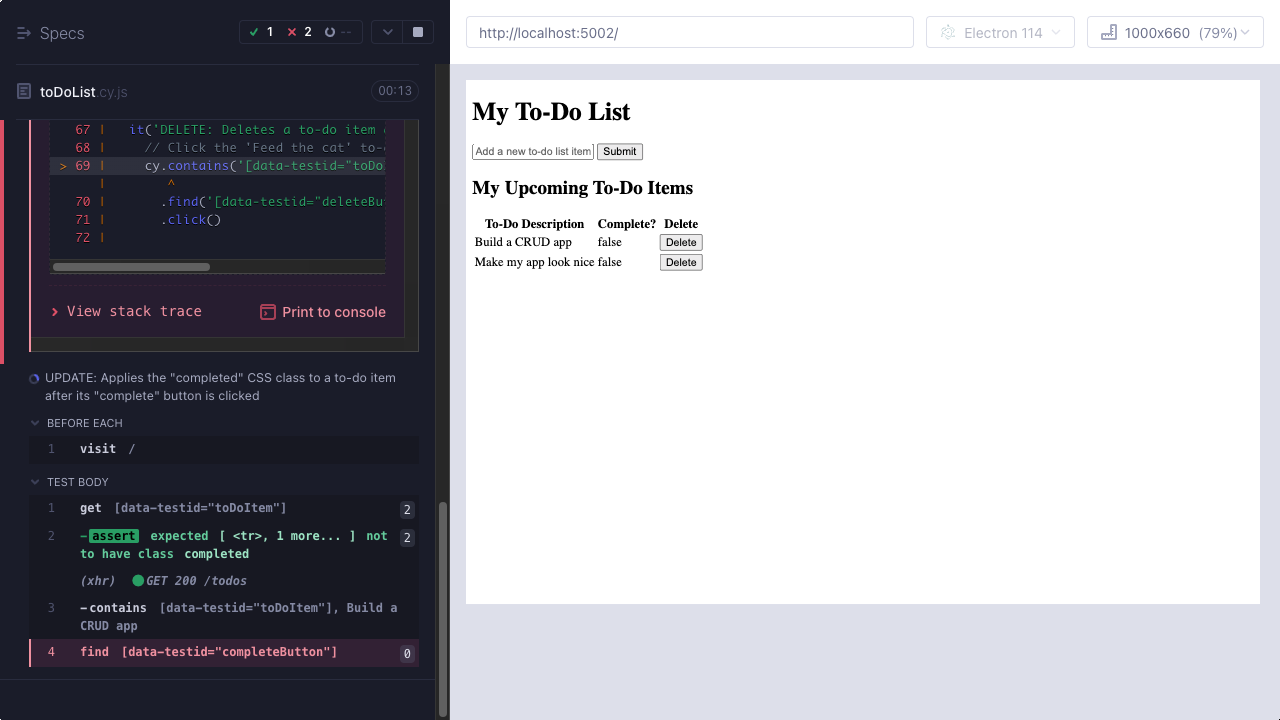 Specs
1
2
--
toDoList.cy.js
00:13
67 | it('DELETE: Deletes a to-do item
68 | // Click the 'Feed the cat' to-
> 69 | cy.contains('[data-testid="toDo
| ^
70 | .find('[data-testid="deleteBu
71 | .click()
72 |
View stack trace
Print to console
UPDATE: Applies the "completed" CSS class to a to-do item
after its "complete" button is clicked
BEFORE EACH
1 visit /
TEST BODY
1 get [data-testid="toDoItem"] 2
2 -assert expected [ <tr>, 1 more... ] not 2
to have class completed
(xhr) GET 200 /todos
3 -contains [data-testid="toDoItem"], Build a
CRUD app
4 find [data-testid="completeButton"] 0
http://localhost:5002/
Electron 114
1000x660 (79%)
My To-Do List
Add a new to-do list item
Submit
My Upcoming To-Do Items
To-Do Description Complete? Delete
Build a CRUD app false Delete
Make my app look nice false Delete